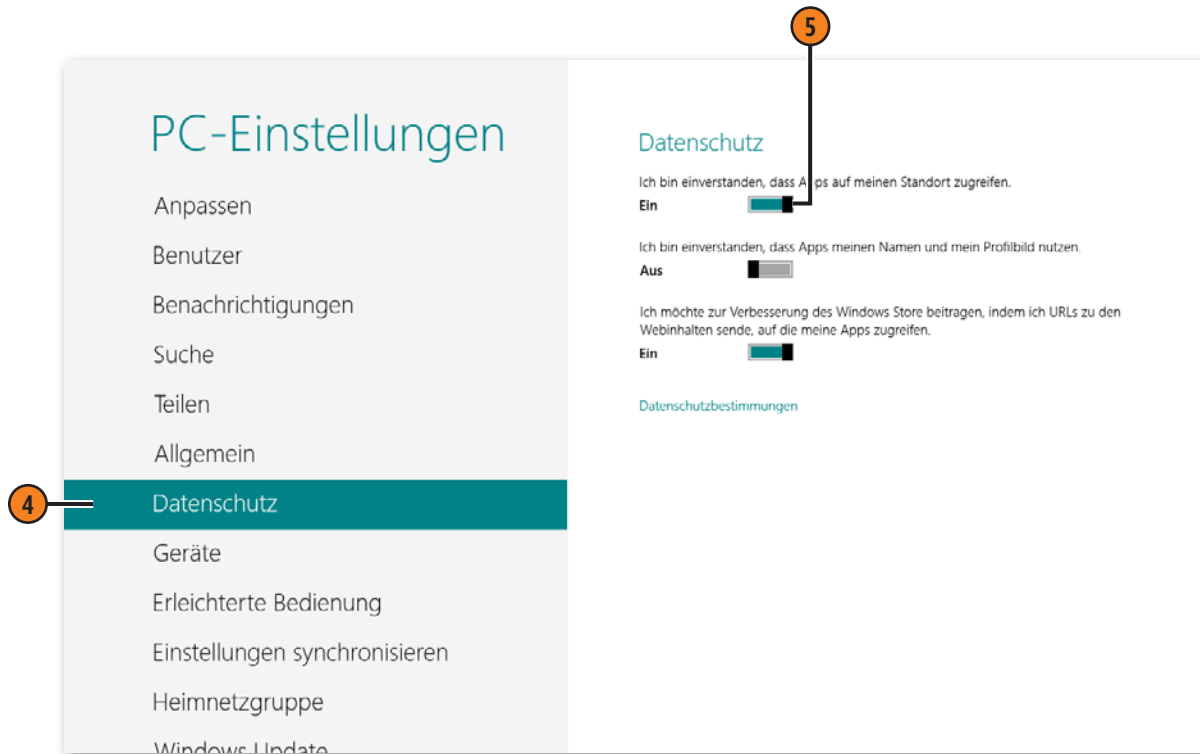 5
PC-Einstellungen
Anpassen
Benutzer
Benachrichtigungen
Suche
Teilen
Allgemein
4
Datenschutz
Geräte
Erleichterte Bedienung
Einstellungen synchronisieren
Heimnetzgruppe
Windows Update
Datenschutz
Ich bin einverstanden, dass Apps auf meinen Standort zugreifen.
Ein
Ich bin einverstanden, dass Apps meinen Namen und mein Profilbild nutzen.
Aus
Ich möchte zur Verbesserung des Windows Store beitragen, indem ich URLs zu den
Webinhalten sende, auf die meine Apps zugreifen.
Ein
Datenschutzbestimmungen